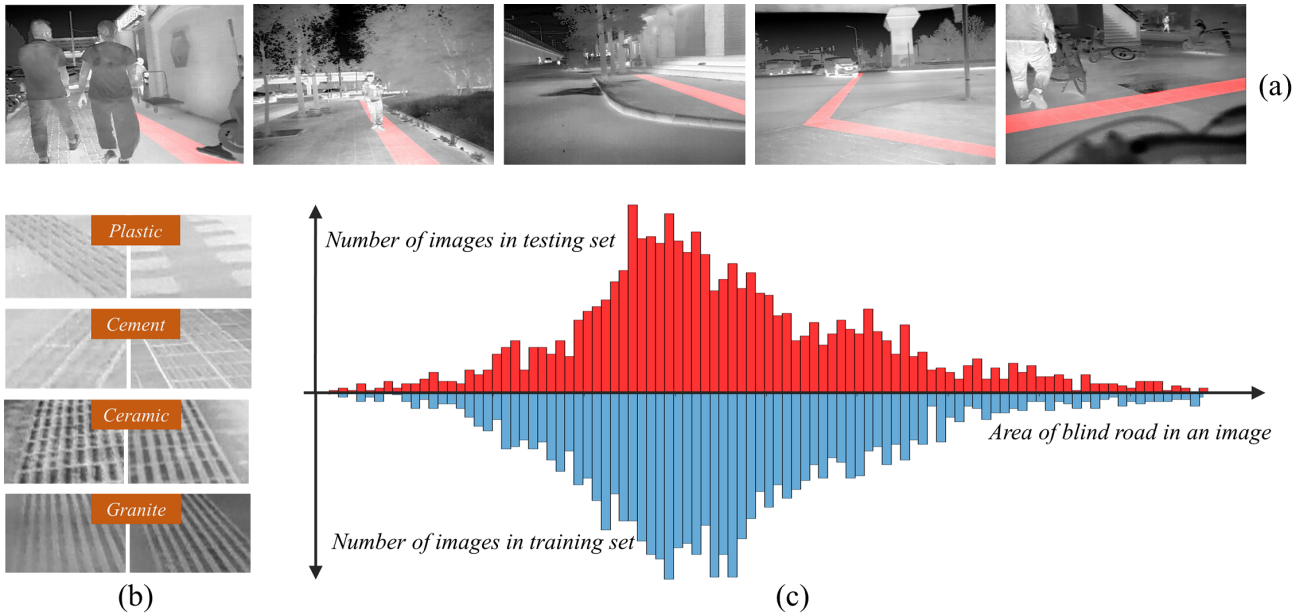 (a)
Plastic
Cement
Ceramic
Granite
(b)
Number of images in testing set
Area of blind road in an image
Number of images in training set
(c)